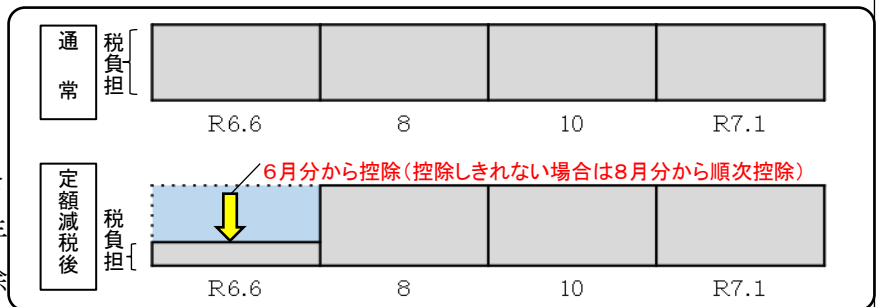 通常
税負担
R6.6 8 10 R7.1
定額減税後
6月分から控除(控除しきれない場合は8月分から順次控除)
税負担
R6.6 8 10 R7.1